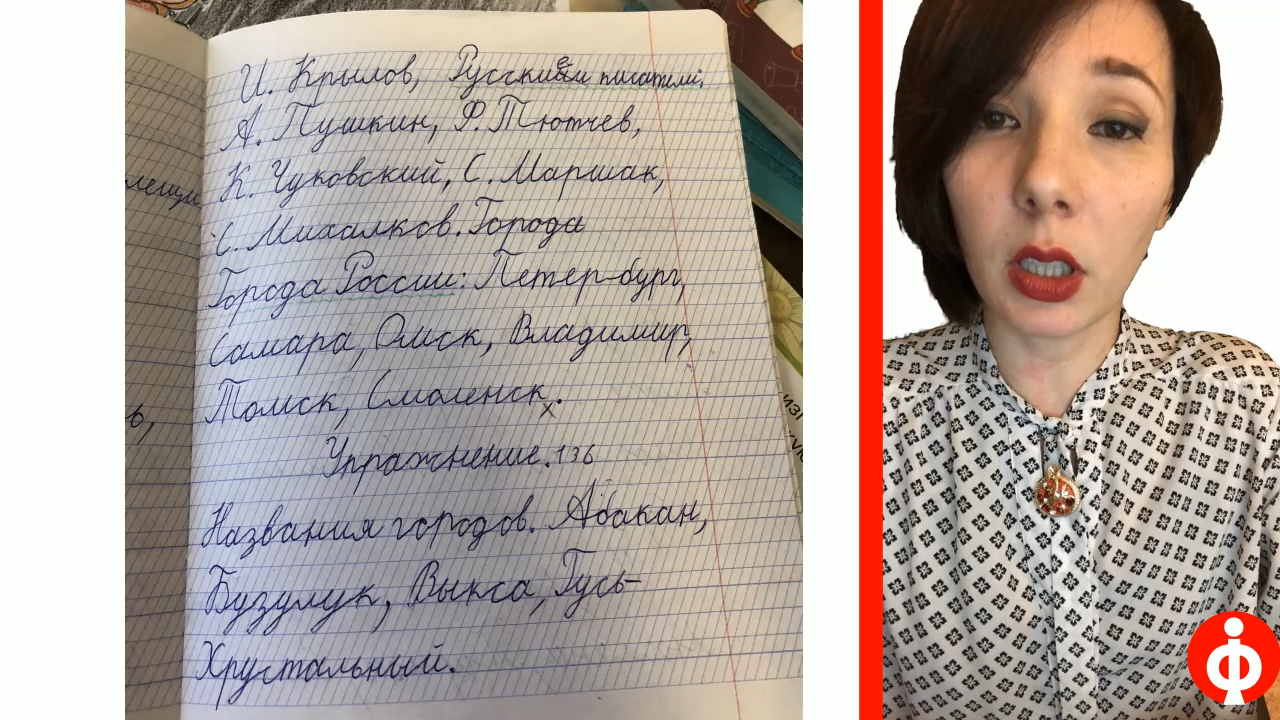 И. Крылов, Русские писатели.
А. Пушкин, Ф. Тютчев,
К. Чуковский, С. Маршак,
С. Михалков. Города
Города России: Петер-бург,
Самара, Омск, Владимир,
Томск, Смоленск.
Упражнение. 136
Названия городов. Абакан,
Бузулук, Выкса, Гусь-
Хрустальный.
ь,
Ф